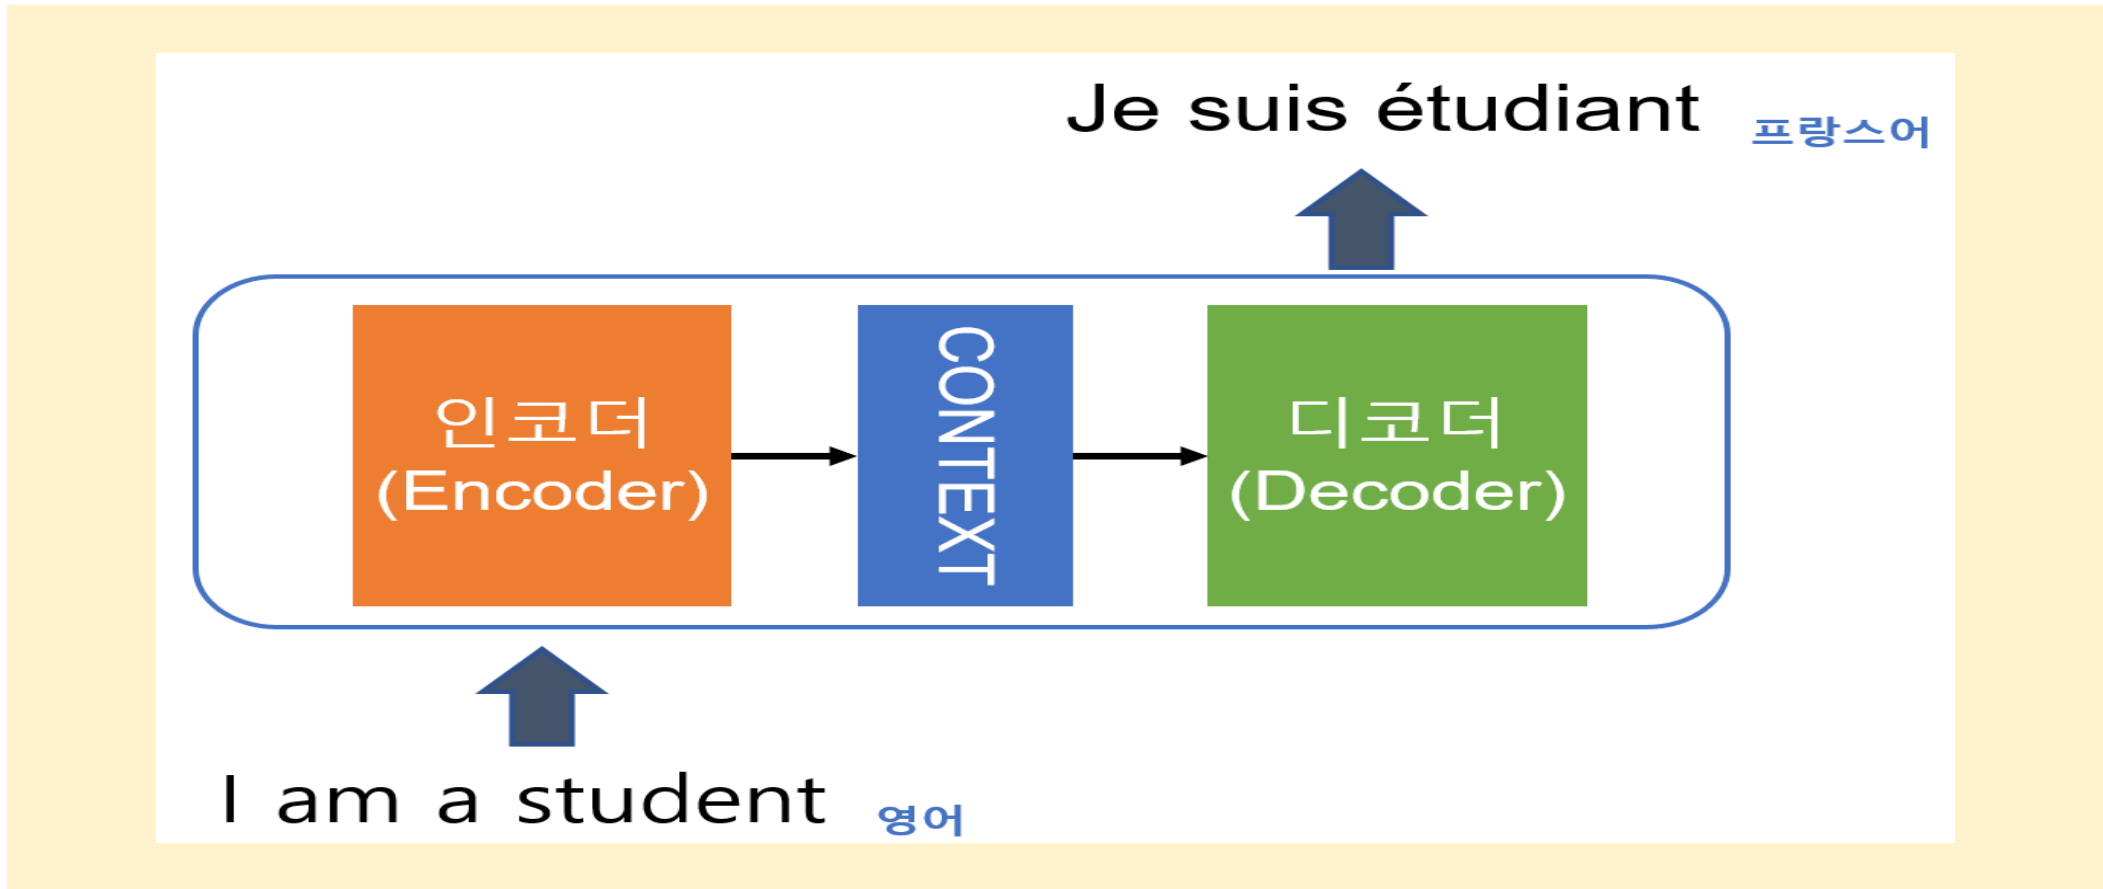 Je suis étudiant 프랑스어
인코더
(Encoder)
CONTEXT
디코더
(Decoder)
I am a student 영어